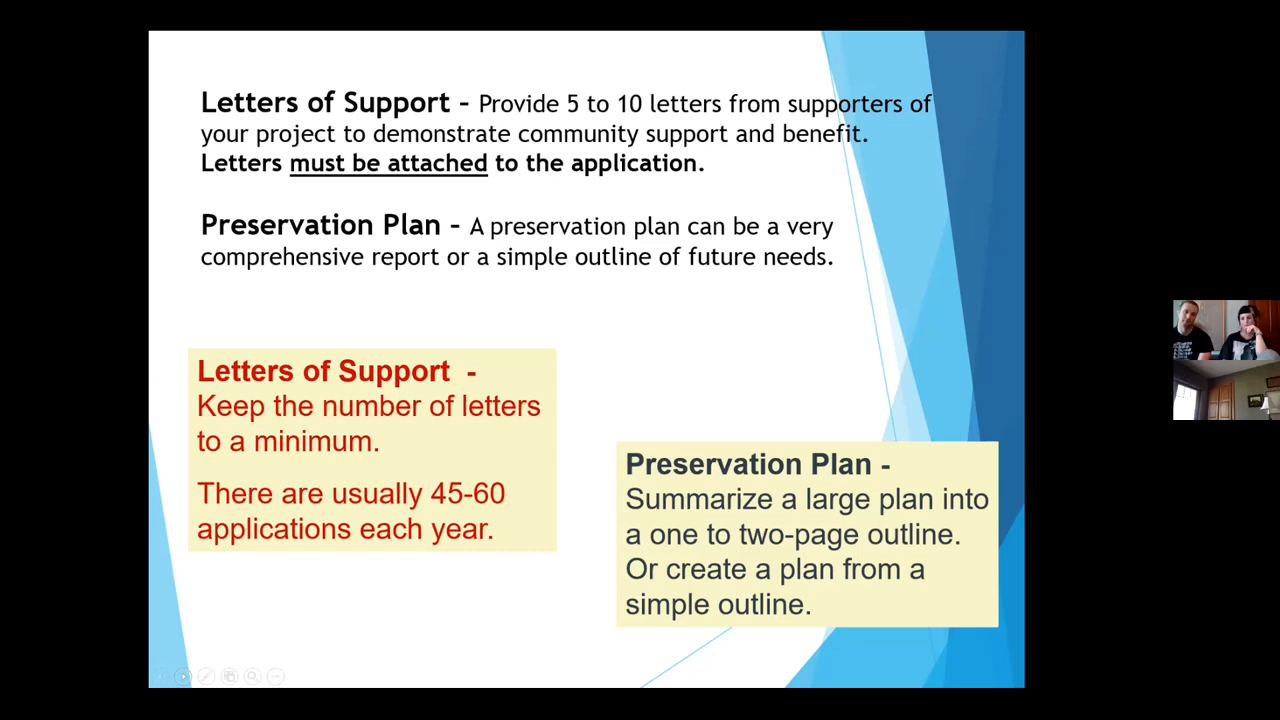 Letters of Support – Provide 5 to 10 letters from supporters of
your project to demonstrate community support and benefit.
Letters must be attached to the application.
Preservation Plan – A preservation plan can be a very
comprehensive report or a simple outline of future needs.
Letters of Support -
Keep the number of letters
to a minimum.
There are usually 45-60
applications each year.
Preservation Plan -
Summarize a large plan into
a one to two-page outline.
Or create a plan from a
simple outline.